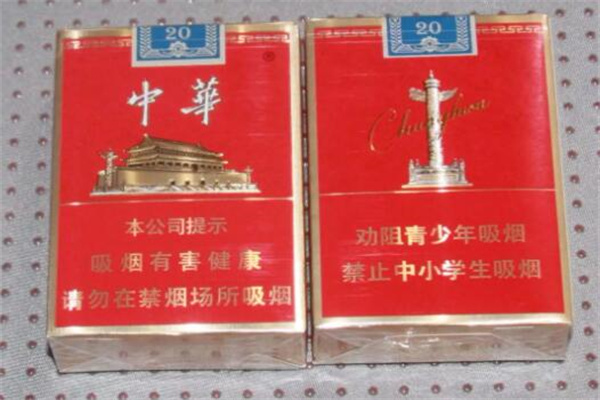 20
中華
本公司提示
吸烟有害健康
请勿在禁烟场所吸烟
20
Chunghwa
劝阻青少年吸烟
禁止中小学生吸烟